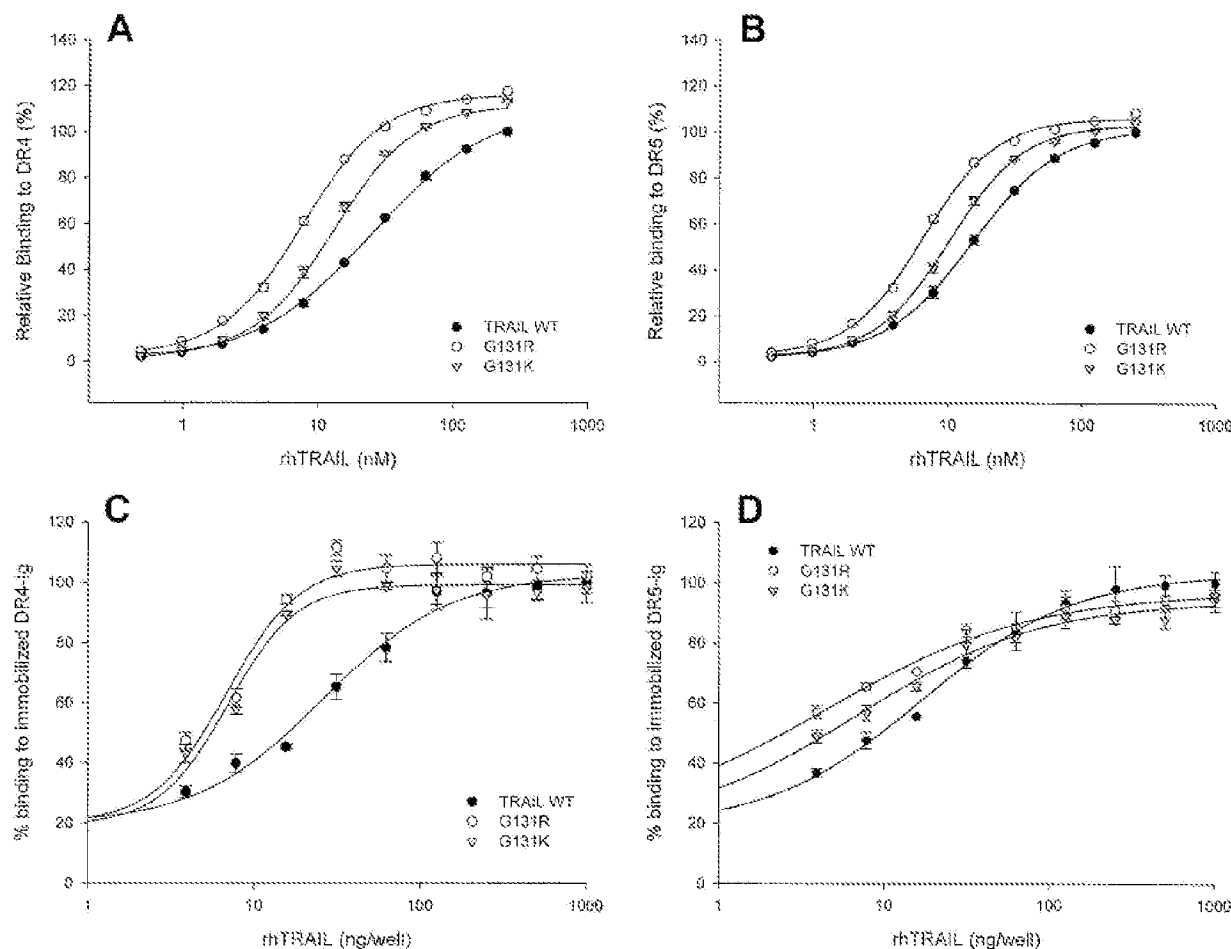 A
140
120
100
80
60
40
20
0
Relative Binding to DR4 (%)
TRAIL WT
G131R
G131K
1
10
100
1000
rhTRAIL (nM)
B
140
120
100
80
60
40
20
0
Relative binding to DR5 (%)
TRAIL WT
G131R
G131K
1
10
100
1000
rhTRAIL (nM)
C
120
100
80
60
40
20
0
% binding to immobilized DR4-Ig
TRAIL WT
G131R
G131K
1
10
100
1000
rhTRAIL (ng/well)
D
120
100
80
60
40
20
0
% binding to immobilized DR5-Ig
TRAIL WT
G131R
G131K
1
10
100
1000
rhTRAIL (ng/well)